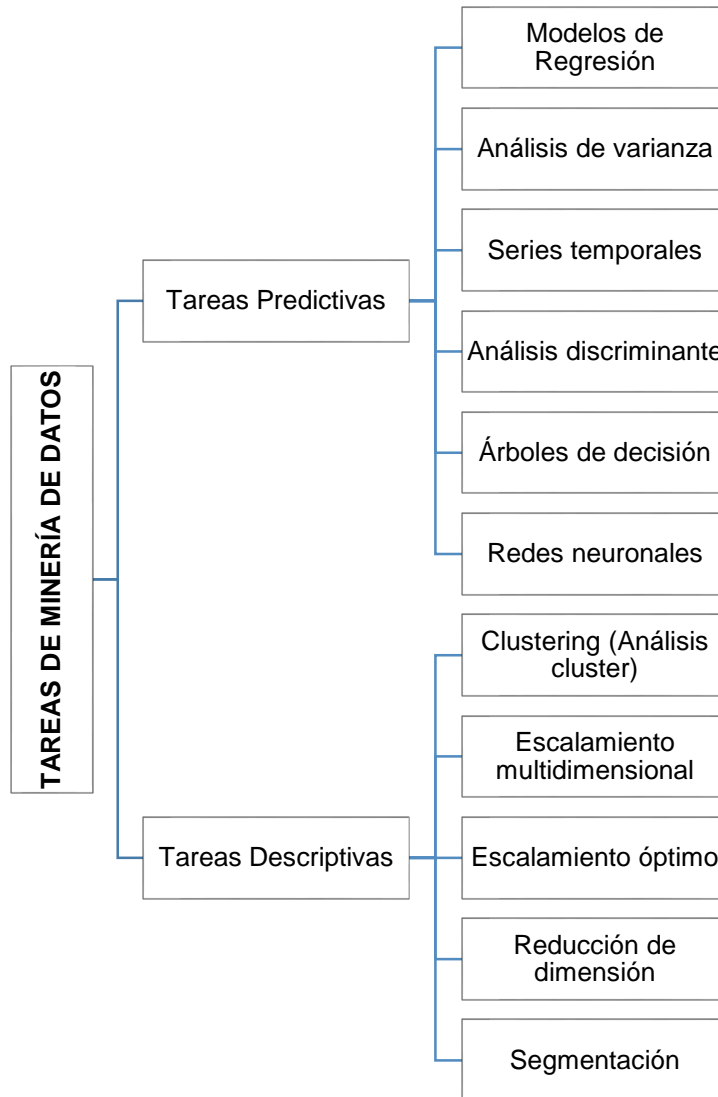 TAREAS DE MINERÍA DE DATOS
Tareas Predictivas
Modelos de
Regresión
Análisis de varianza
Series temporales
Análisis discriminante
Árboles de decisión
Redes neuronales
Tareas Descriptivas
Clustering (Análisis
cluster)
Escalamiento
multidimensional
Escalamiento óptimo
Reducción de
dimensión
Segmentación